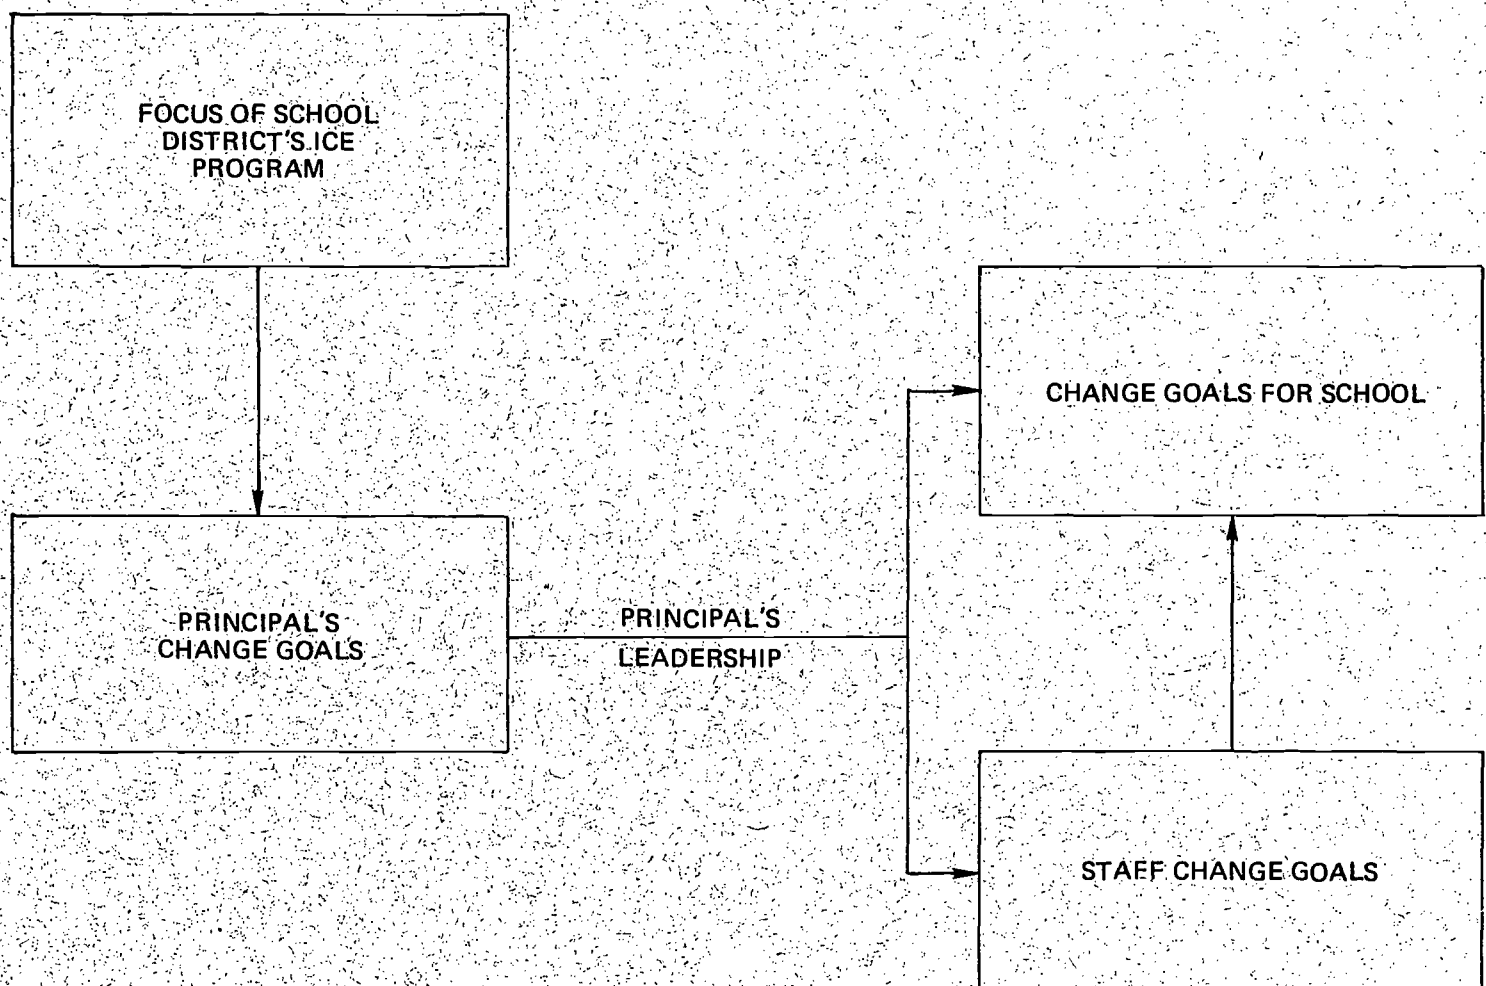 FOCUS OF SCHOOL
DISTRICT'S ICE
PROGRAM
PRINCIPAL'S
CHANGE GOALS
PRINCIPAL'S
LEADERSHIP
CHANGE GOALS FOR SCHOOL
STAFF CHANGE GOALS